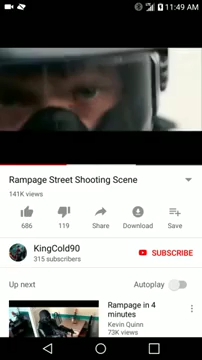 11:49 AM
Rampage Street Shooting Scene
141K views
686
119
Share
Download
Save
KingCold90
315 subscribers
SUBSCRIBE
Up next
Autoplay
Rampage in 4
minutes
Kevin Quinn
73K views